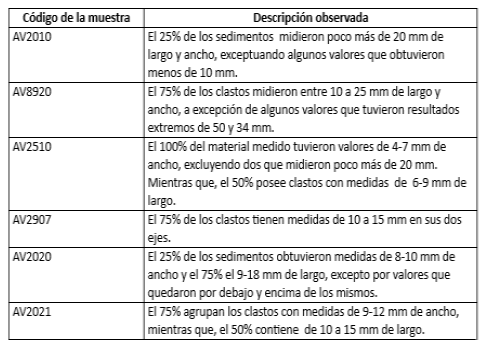 Código de la muestra Descripción observada
AV2010 El 25% de los sedimentos midieron poco más de 20 mm de
largo y ancho, exceptuando algunos valores que obtuvieron
menos de 10 mm.
AV8920 El 75% de los clastos midieron entre 10 a 25 mm de largo y
ancho, a excepción de algunos valores que tuvieron resultados
extremos de 50 y 34 mm.
AV2510 El 100% del material medido tuvieron valores de 4-7 mm de
ancho, excluyendo dos que midieron poco más de 20 mm.
Mientras que, el 50% posee clastos con medidas de 6-9 mm de
largo.
AV2907 El 75% de los clastos tienen medidas de 10 a 15 mm en sus dos
ejes.
AV2020 El 25% de los sedimentos obtuvieron medidas de 8-10 mm de
ancho y el 75% el 9-18 mm de largo, excepto por valores que
quedaron por debajo y encima de los mismos.
AV2021 El 75% agrupan los clastos con medidas de 9-12 mm de ancho,
mientras que, el 50% contiene de 10 a 15 mm de largo.